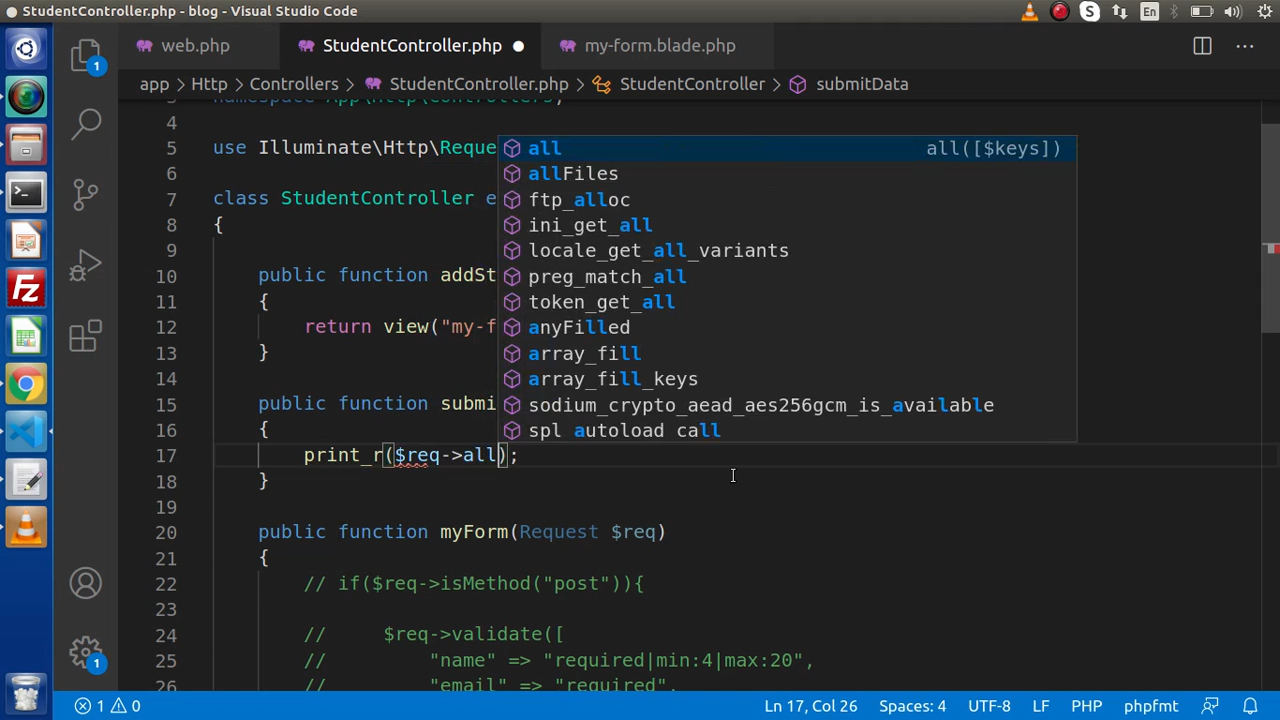 StudentController.php - blog - Visual Studio Code
En
web.php
StudentController.php
my-form.blade.php
app > Http > Controllers > StudentController.php > StudentController > submitData
namespace App\Http\Controllers;
4
5 use Illuminate\Http\Reque
6
7 class StudentController e
8 {
9
10 public function addSt
11 {
12 return view("my-f
13 }
14
15 public function submi
16 {
17 print_r($req->all);
18 }
19
20 public function myForm(Request $req)
21 {
22 // if($req->isMethod("post")){
23
24 // $req->validate([
25 // "name" => "required|min:4|max:20",
26 // "email" => "required",
all all([$keys])
allFiles
ftp_alloc
ini_get_all
locale_get_all_variants
preg_match_all
token_get_all
anyFilled
array_fill
array_fill_keys
sodium_crypto_aead_aes256gcm_is_available
spl autoload call
1
1
1 0
Ln 17, Col 26
Spaces: 4
UTF-8
LF
PHP
phpfmt